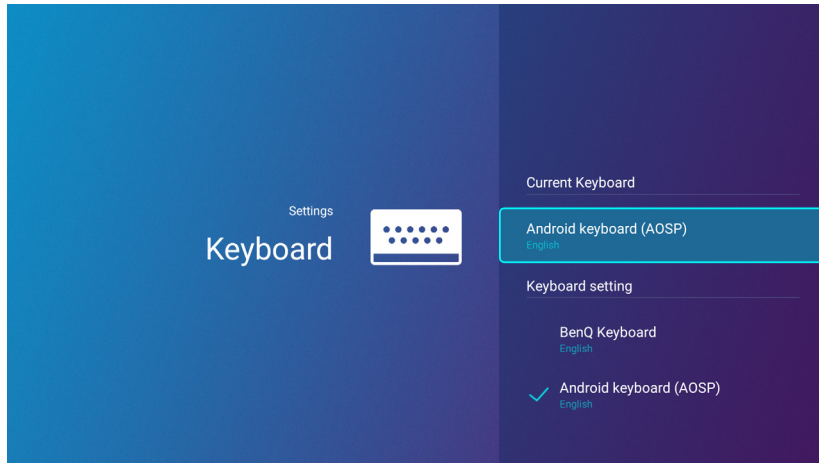 Settings
Keyboard
Current Keyboard
Android keyboard (AOSP)
English
Keyboard setting
BenQ Keyboard
English
Android keyboard (AOSP)
English